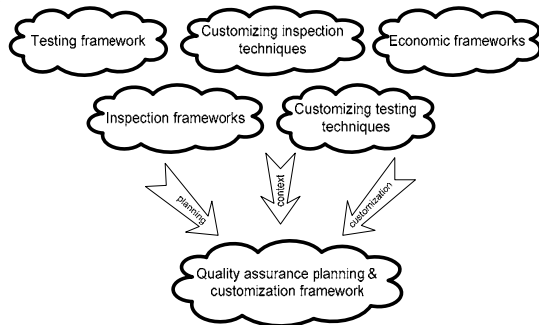 Testing framework
Customizing inspection
techniques
Economic frameworks
Inspection frameworks
Customizing testing
techniques
planning
context
customization
Quality assurance planning &
customization framework